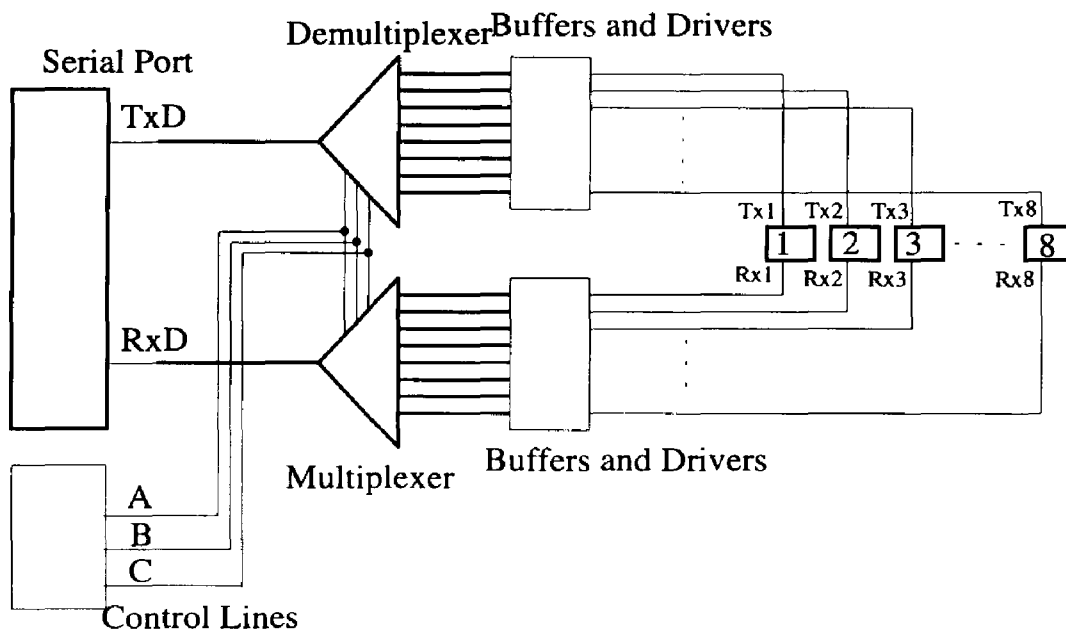 Demultiplexer
Buffers and Drivers
Serial Port
TxD
Tx1
Tx2
Tx3
Tx8
1
2
3
8
Rx1
Rx2
Rx3
Rx8
RxD
Multiplexer
Buffers and Drivers
A
B
C
Control Lines